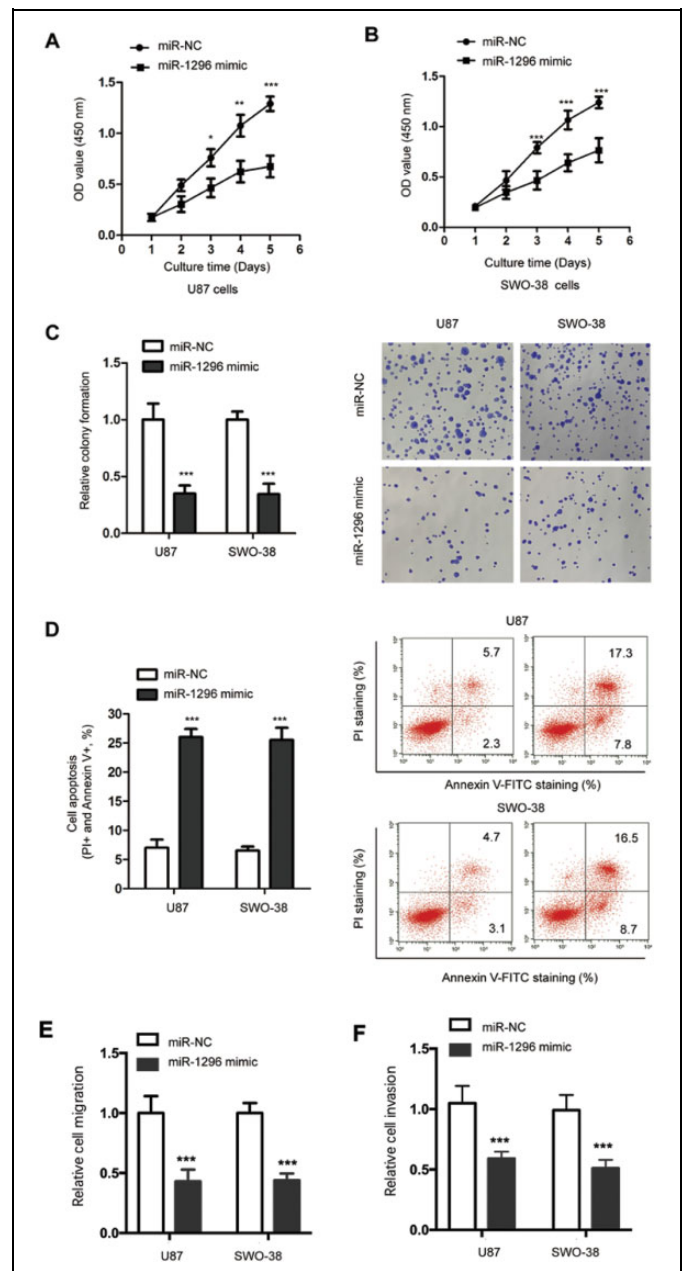 A
miR-NC
miR-1296 mimic
OD value (450 nm)
1.5
1.0
0.5
0.0
0 1 2 3 4 5 6
* ** ***
Culture time (Days)
U87 cells
B
miR-NC
miR-1296 mimic
OD value (450 nm)
1.5
1.0
0.5
0.0
0 1 2 3 4 5 6
*** *** ***
Culture time (Days)
SWO-38 cells
C
miR-NC
miR-1296 mimic
Relative colony formation
1.5
1.0
0.5
0.0
*** ***
U87 SWO-38
U87 SWO-38
miR-NC
miR-1296 mimic
D
miR-NC
miR-1296 mimic
Cell apoptosis
(PI+ and Annexin V+, %)
30
25
20
15
10
5
0
*** ***
U87 SWO-38
U87
PI staining (%)
5.7 17.3
2.3 7.8
Annexin V-FITC staining (%)
SWO-38
PI staining (%)
4.7 16.5
3.1 8.7
Annexin V-FITC staining (%)
E
miR-NC
miR-1296 mimic
Relative cell migration
1.5
1.0
0.5
0.0
*** ***
U87 SWO-38
F
miR-NC
miR-1296 mimic
Relative cell invasion
1.5
1.0
0.5
0.0
*** ***
U87 SWO-38